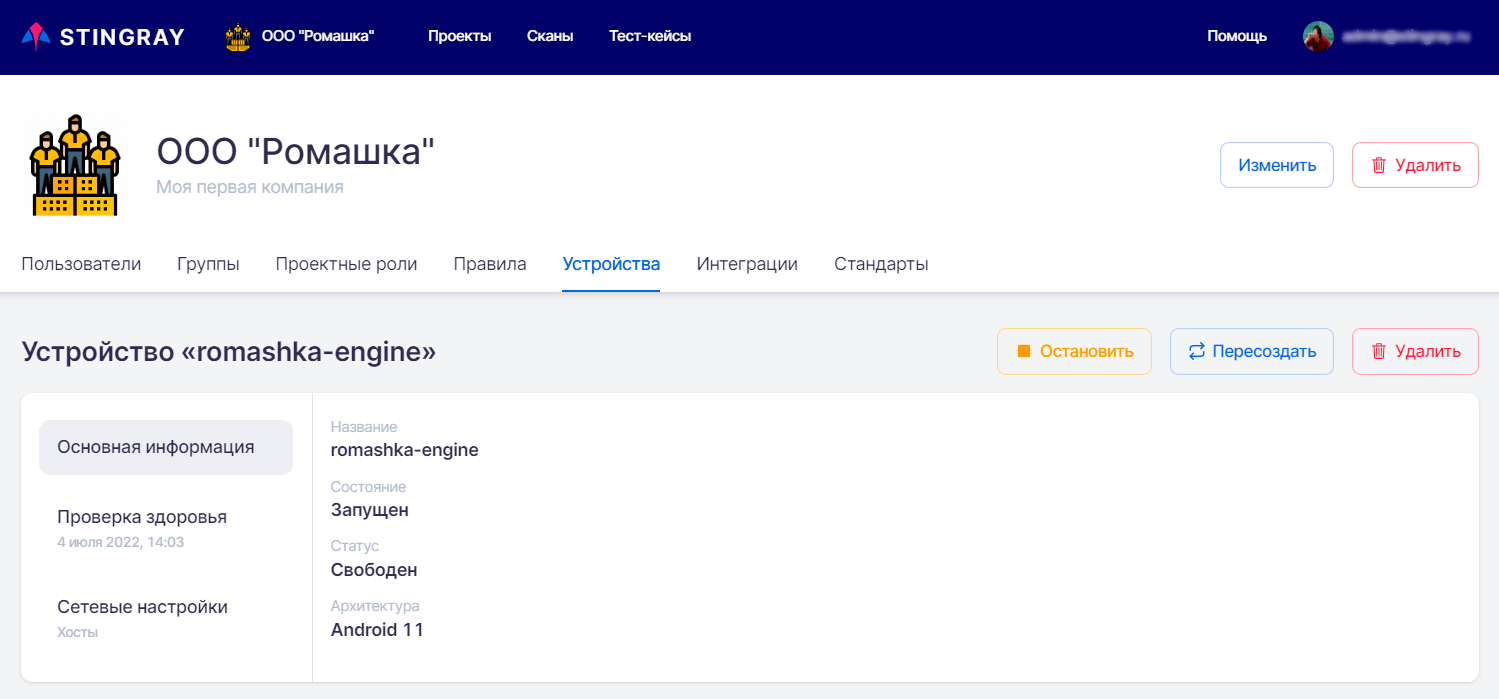 STINGRAY
ООО "Ромашка"
Проекты
Сканы
Тест-кейсы
Помощь
ООО "Ромашка"
Моя первая компания
Изменить
Удалить
Пользователи
Группы
Проектные роли
Правила
Устройства
Интеграции
Стандарты
Устройство «romashka-engine»
Остановить
Пересоздать
Удалить
Основная информация
Проверка здоровья
4 июля 2022, 14:03
Сетевые настройки
Хосты
Название
romashka-engine
Состояние
Запущен
Статус
Свободен
Архитектура
Android 11